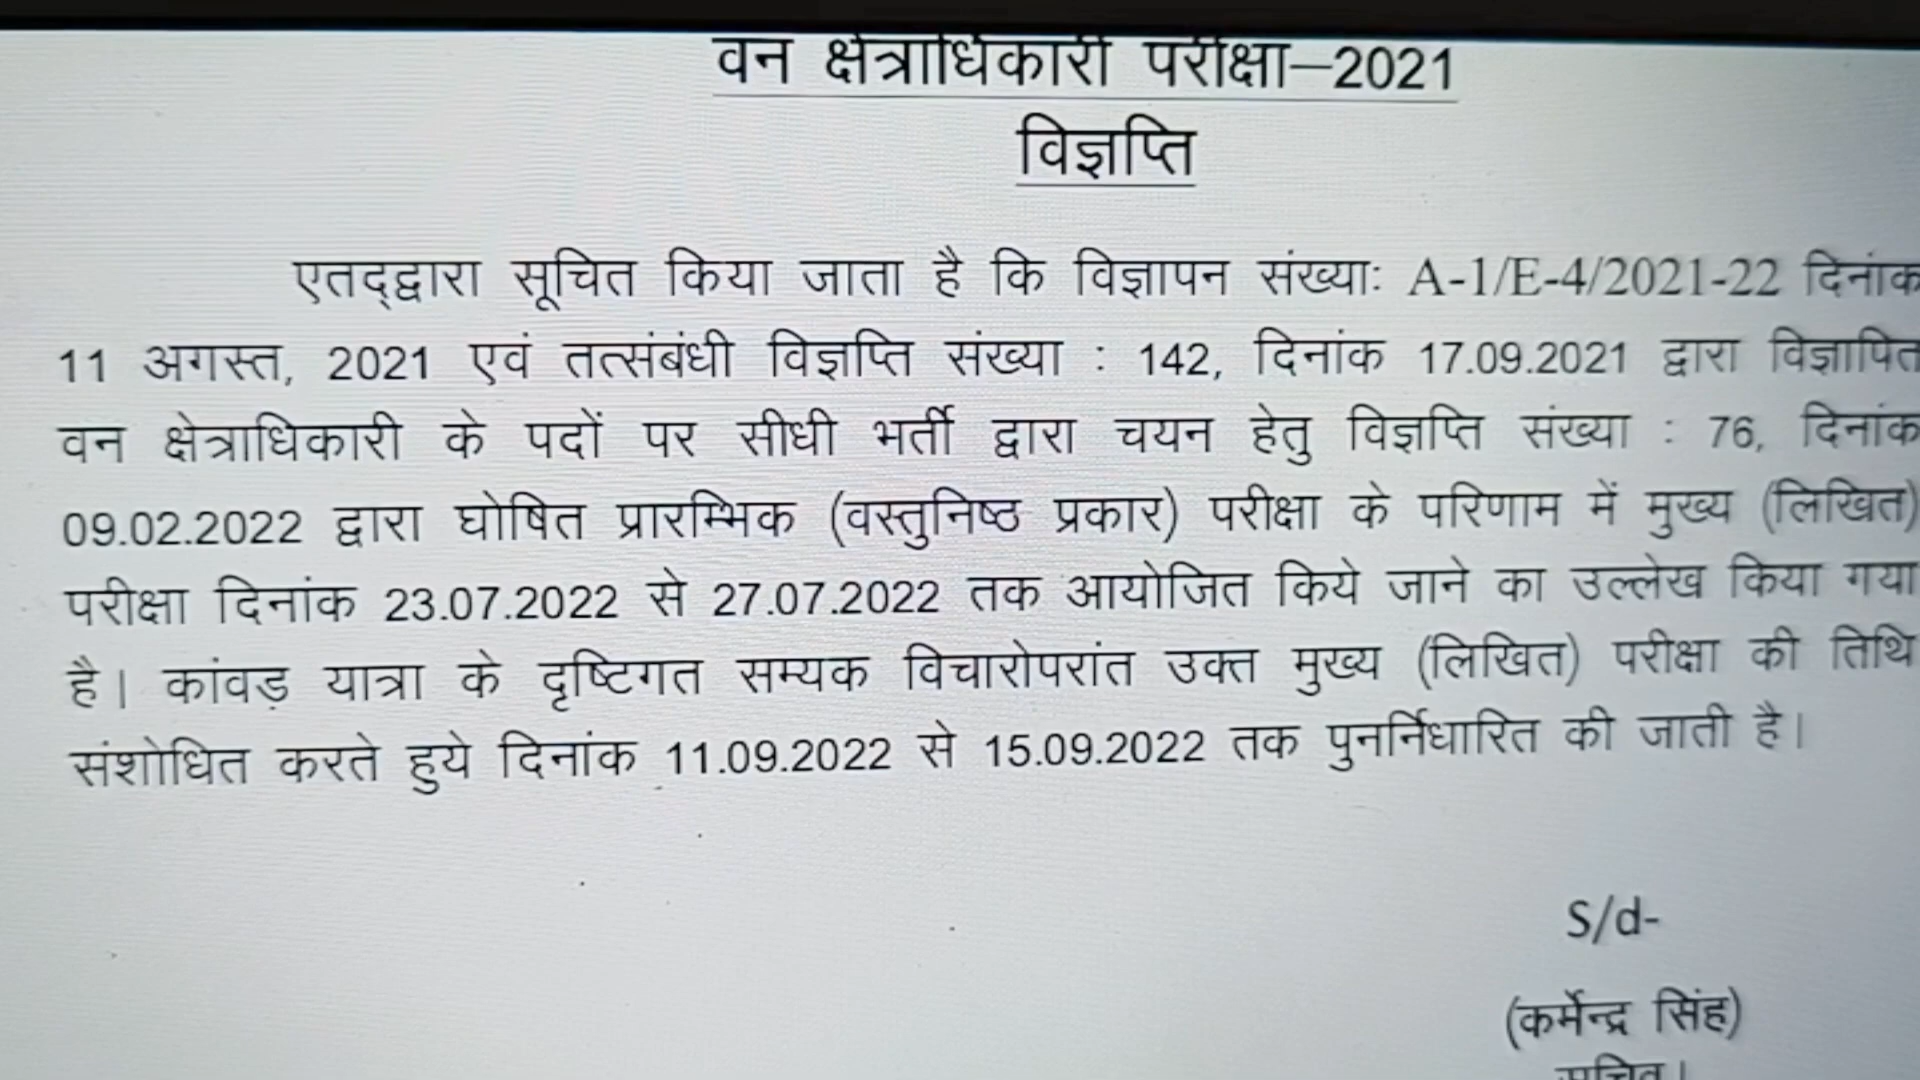 वन क्षेत्राधिकारी परीक्षा–2021
विज्ञप्ति
एतद्द्वारा सूचित किया जाता है कि विज्ञापन संख्याः A-1/E-4/2021-22 दिनांक
11 अगस्त, 2021 एवं तत्संबंधी विज्ञप्ति संख्या : 142, दिनांक 17.09.2021 द्वारा विज्ञापित
वन क्षेत्राधिकारी के पदों पर सीधी भर्ती द्वारा चयन हेतु विज्ञप्ति संख्या : 76, दिनांक
09.02.2022 द्वारा घोषित प्रारम्भिक (वस्तुनिष्ठ प्रकार) परीक्षा के परिणाम में मुख्य (लिखित)
परीक्षा दिनांक 23.07.2022 से 27.07.2022 तक आयोजित किये जाने का उल्लेख किया गया
है। कांवड़ यात्रा के दृष्टिगत सम्यक विचारोपरांत उक्त मुख्य (लिखित) परीक्षा की तिथि
संशोधित करते हुये दिनांक 11.09.2022 से 15.09.2022 तक पुनर्निधारित की जाती है।
S/d-
(कर्मेन्द्र सिंह)
सचिव।